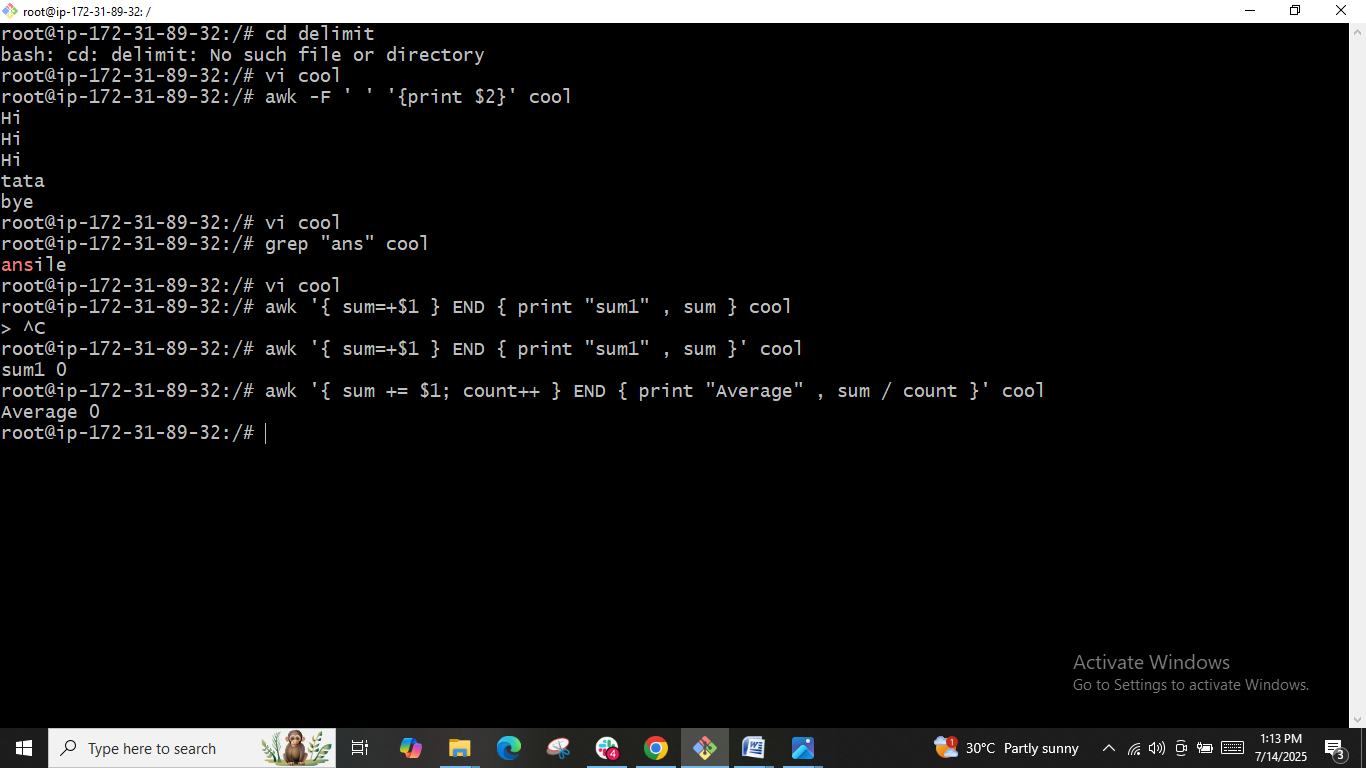 root@ip-172-31-89-32: /
root@ip-172-31-89-32:/# cd delimit
bash: cd: delimit: No such file or directory
root@ip-172-31-89-32:/# vi cool
root@ip-172-31-89-32:/# awk -F ' ' '{print $2}' cool
Hi
Hi
Hi
tata
bye
root@ip-172-31-89-32:/# vi cool
root@ip-172-31-89-32:/# grep "ans" cool
ansile
root@ip-172-31-89-32:/# vi cool
root@ip-172-31-89-32:/# awk '{ sum=+$1 } END { print "sum1" , sum } cool
> ^C
root@ip-172-31-89-32:/# awk '{ sum=+$1 } END { print "sum1" , sum }' cool
sum1 0
root@ip-172-31-89-32:/# awk '{ sum += $1; count++ } END { print "Average" , sum / count }' cool
Average 0
root@ip-172-31-89-32:/#
Activate Windows
Go to Settings to activate Windows.
Type here to search
4
W
1
30°C Partly sunny
1:13 PM
7/14/2025
3